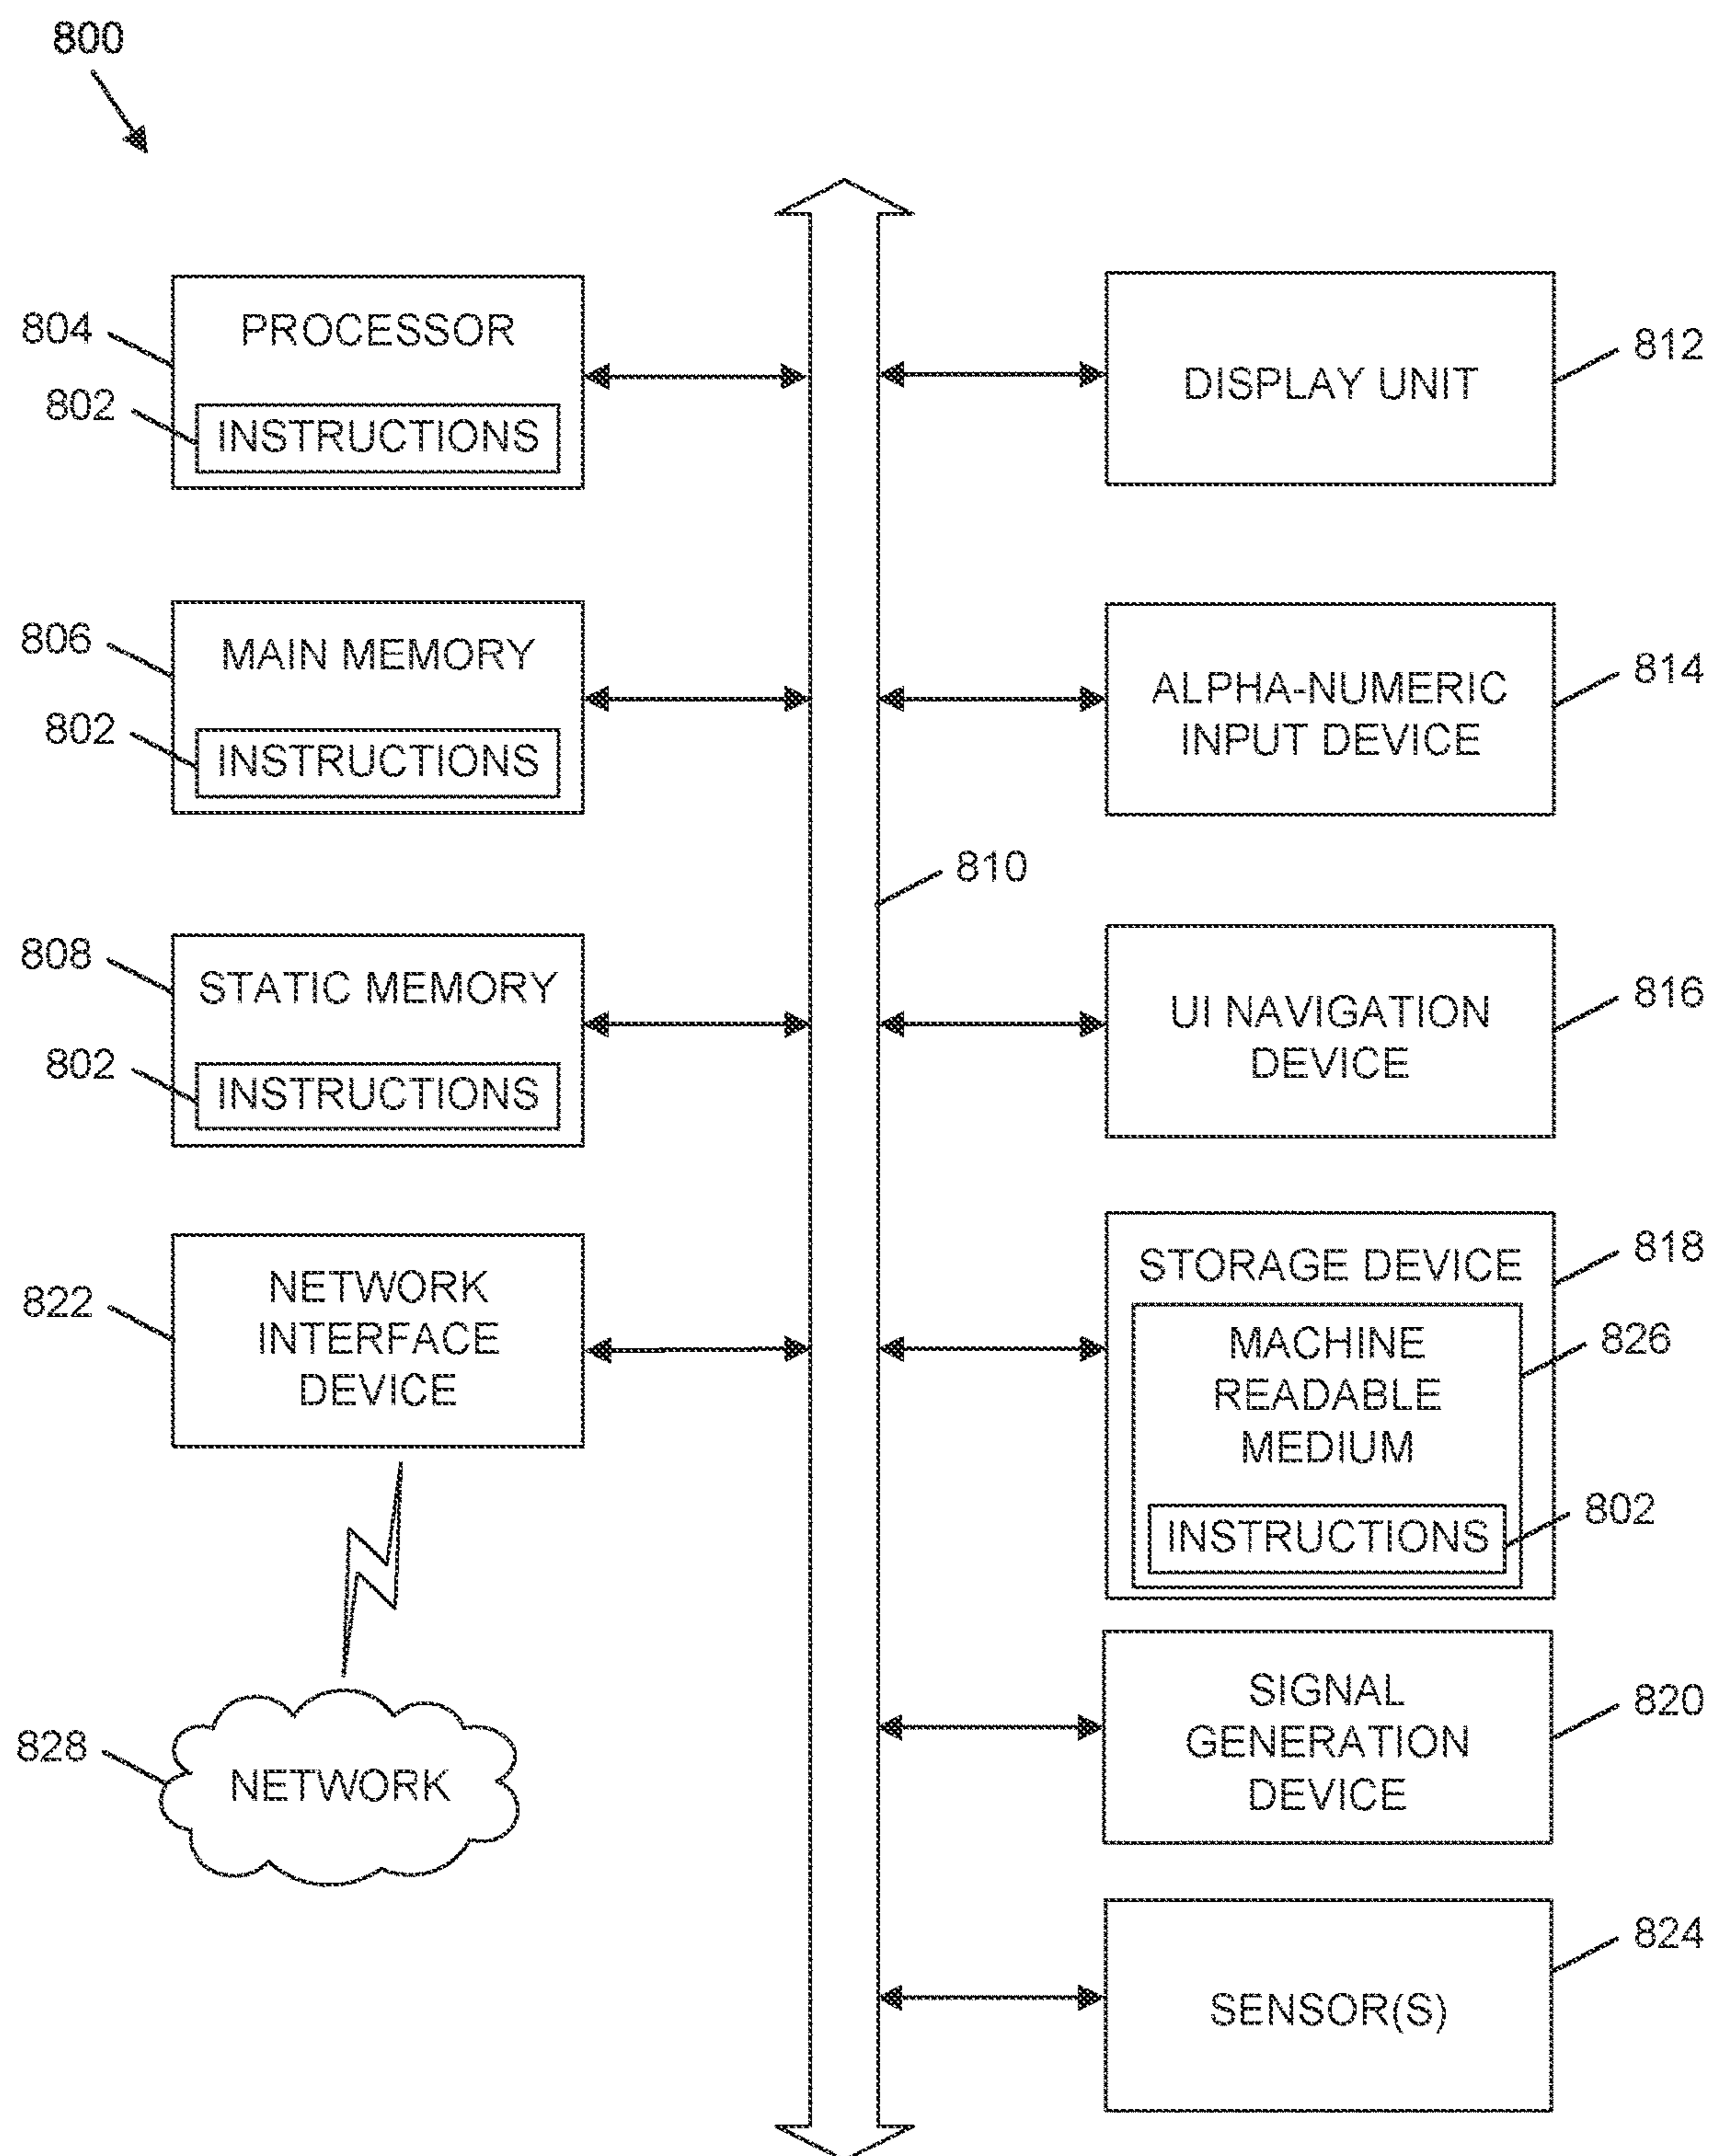 800
804
PROCESSOR
802
INSTRUCTIONS
806
MAIN MEMORY
802
INSTRUCTIONS
808
STATIC MEMORY
802
INSTRUCTIONS
822
NETWORK
INTERFACE
DEVICE
828
NETWORK
810
DISPLAY UNIT
812
ALPHA-NUMERIC
INPUT DEVICE
814
UI NAVIGATION
DEVICE
816
STORAGE DEVICE
818
MACHINE
READABLE
MEDIUM
826
INSTRUCTIONS
802
SIGNAL
GENERATION
DEVICE
820
SENSOR(S)
824